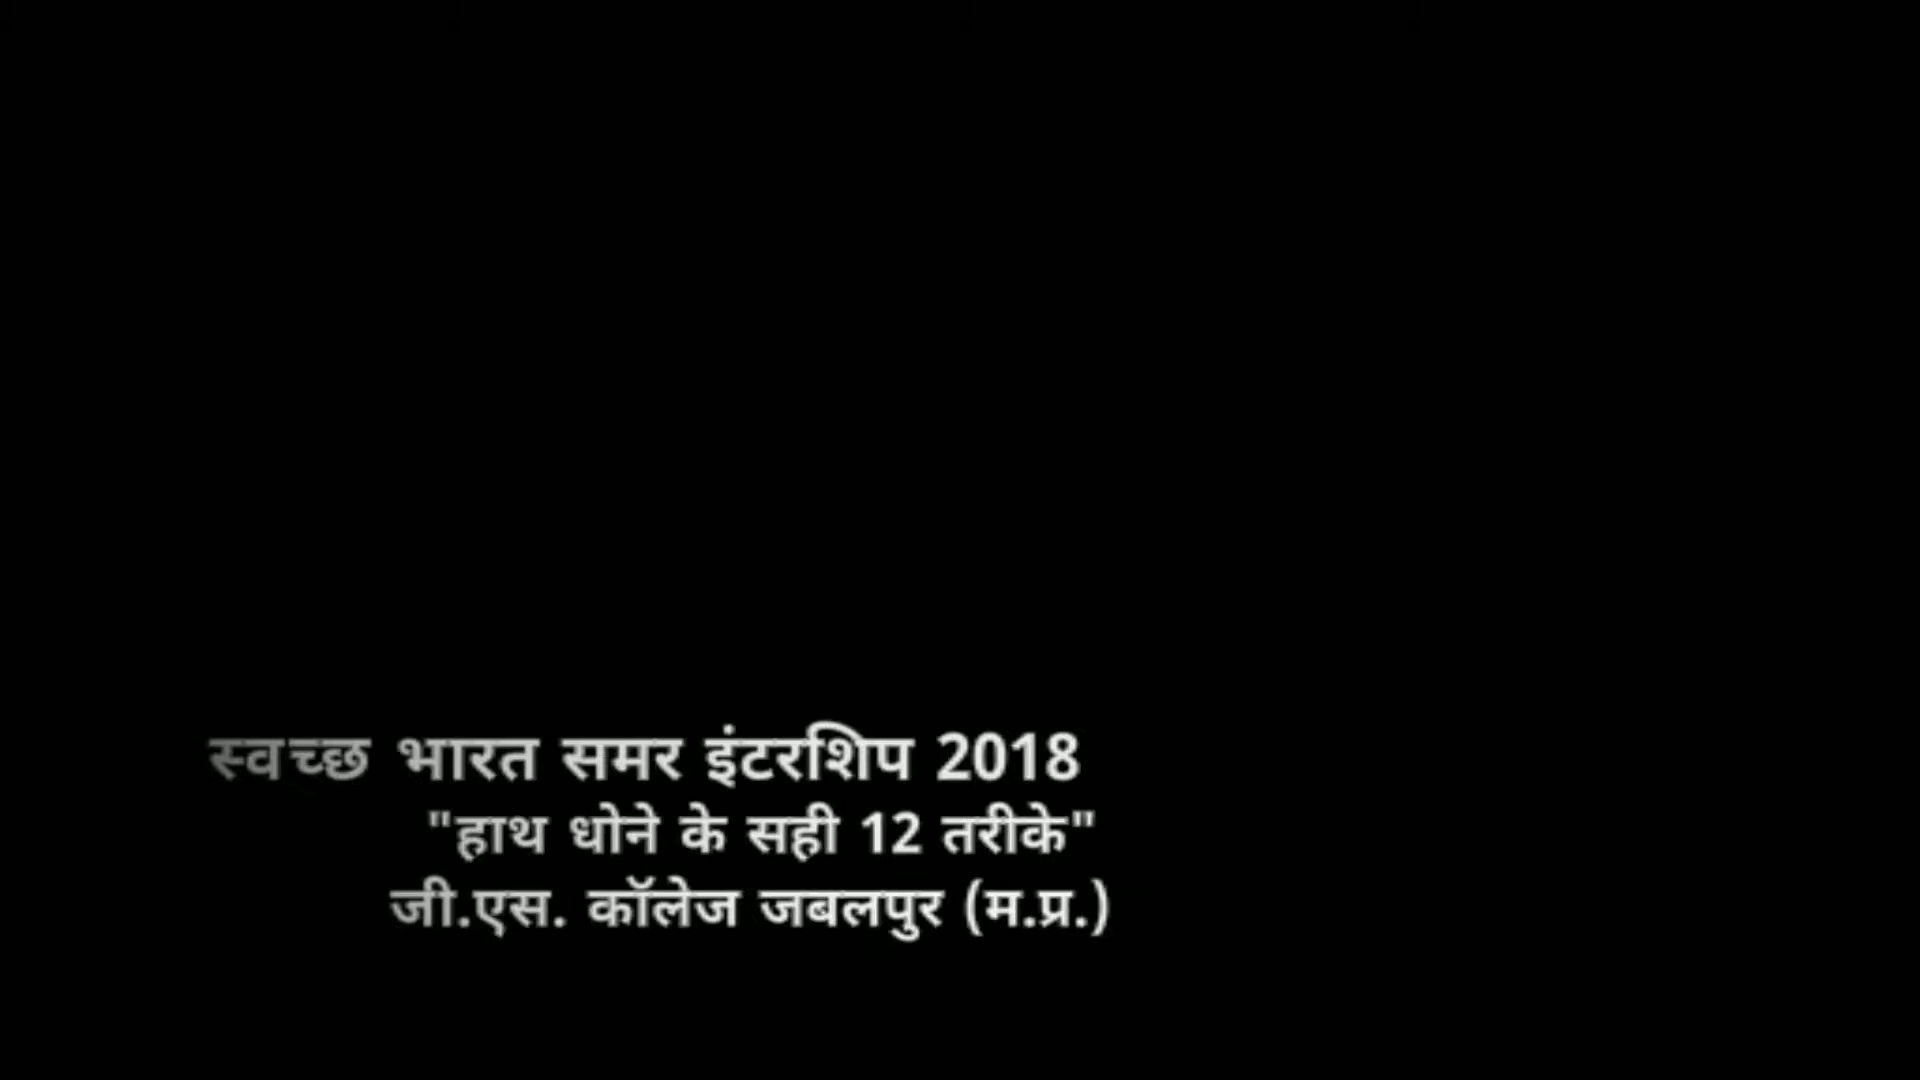 स्वच्छ भारत समर इंटरशिप 2018
"हाथ धोने के सही 12 तरीके"
जी.एस. कॉलेज जबलपुर (म.प्र.)